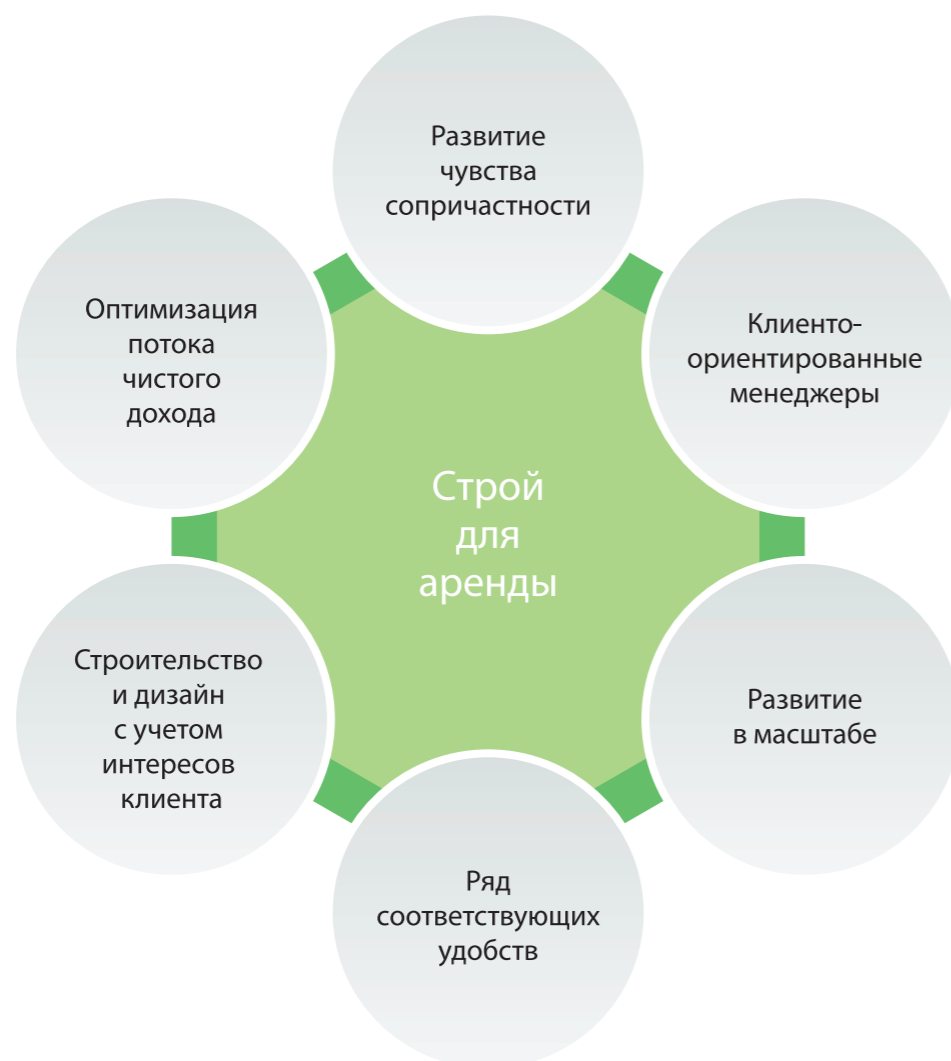 Развитие
чувства
сопричастности
Оптимизация
потока
чистого
дохода
Клиенто-
ориентированные
менеджеры
Строй
для
аренды
Строительство
и дизайн
с учетом
интересов
клиента
Развитие
в масштабе
Ряд
соответствующих
удобств